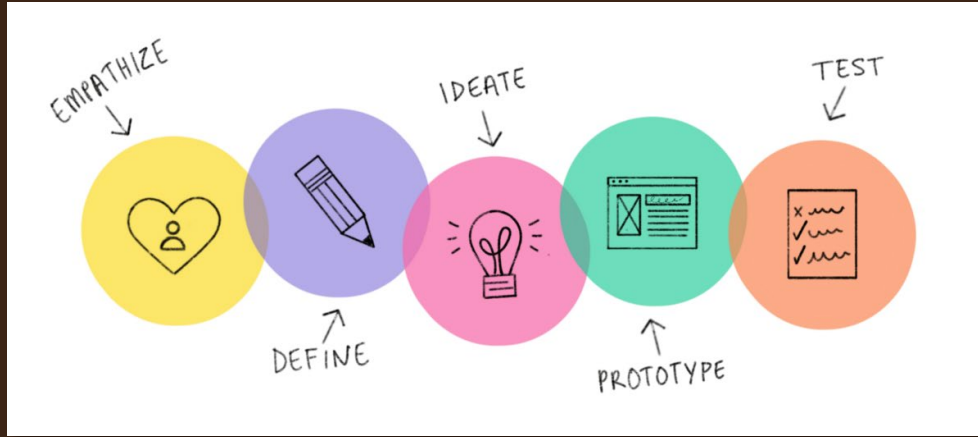 EMPATHIZE
DEFINE
IDEATE
PROTOTYPE
TEST